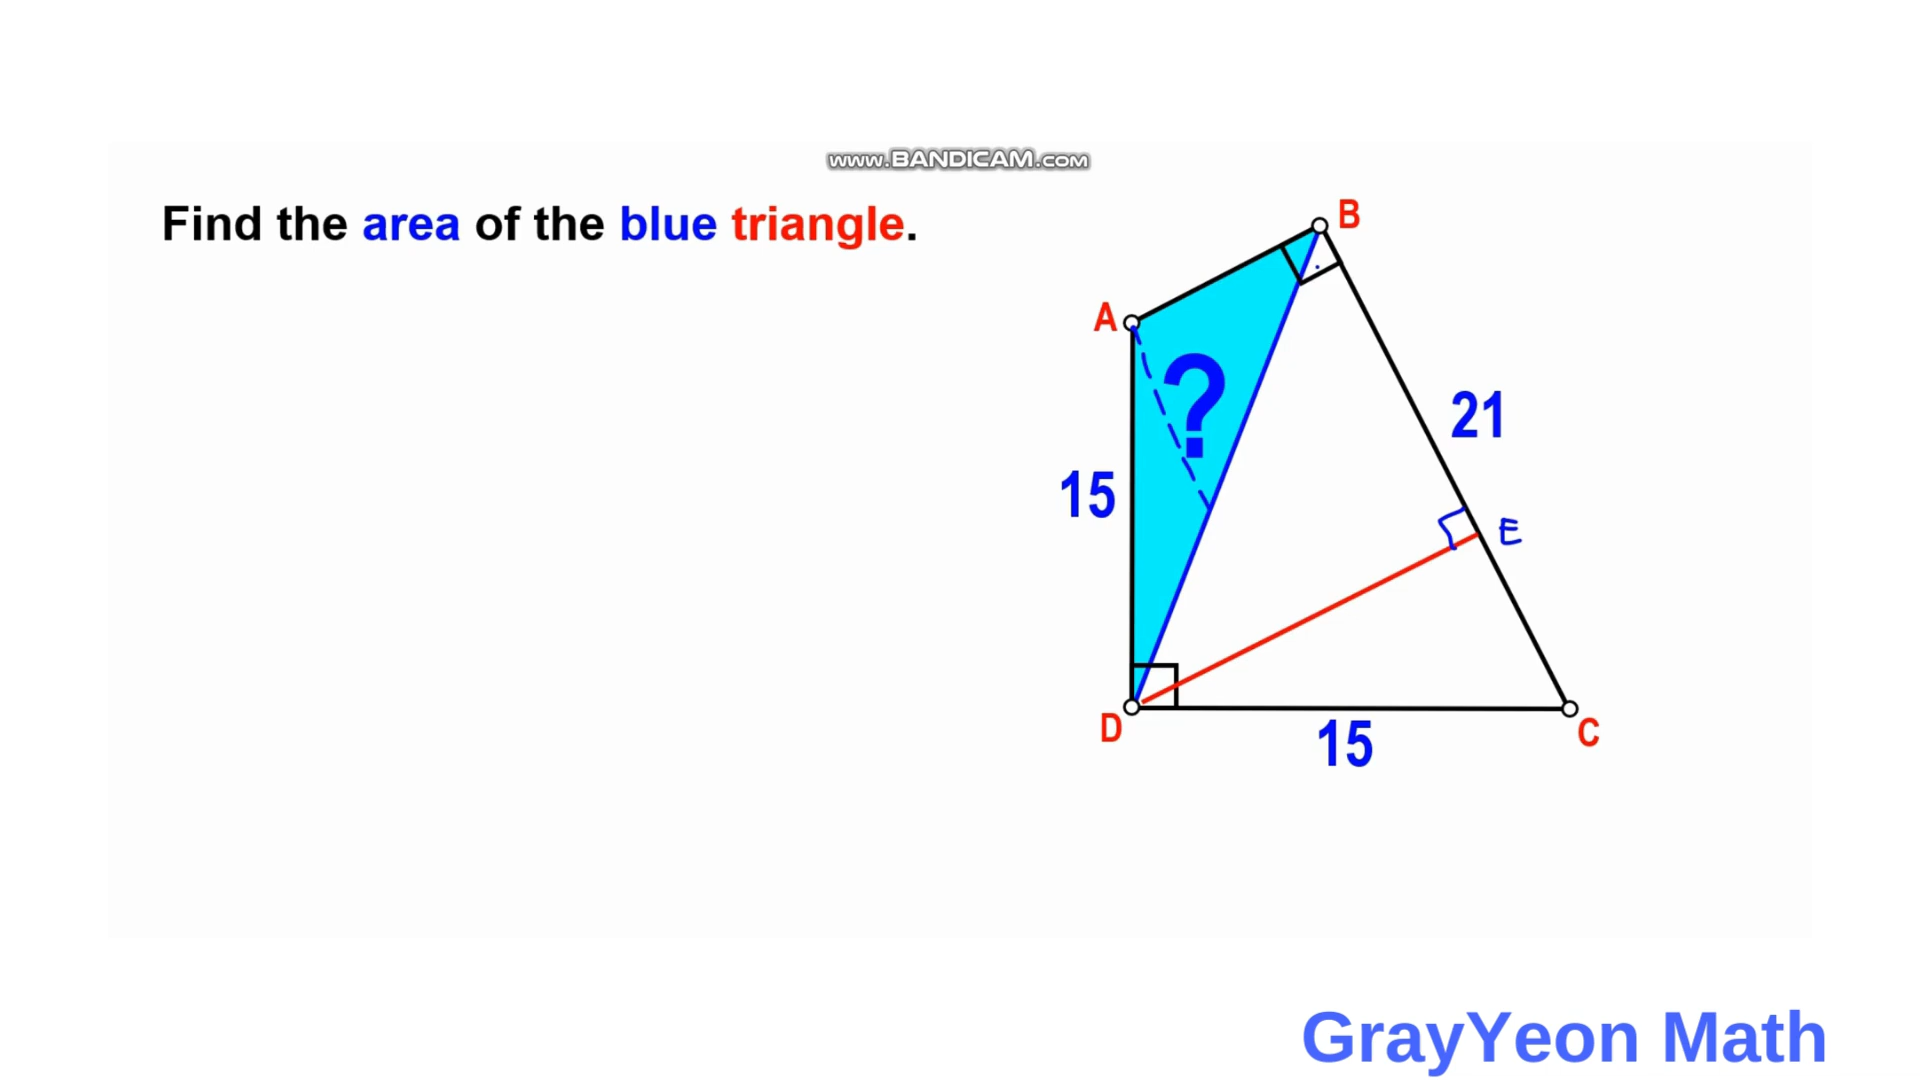 www.BANDICAM.com
Find the area of the blue triangle.
B
A
?
21
15
E
D
15
C
GrayYeon Math